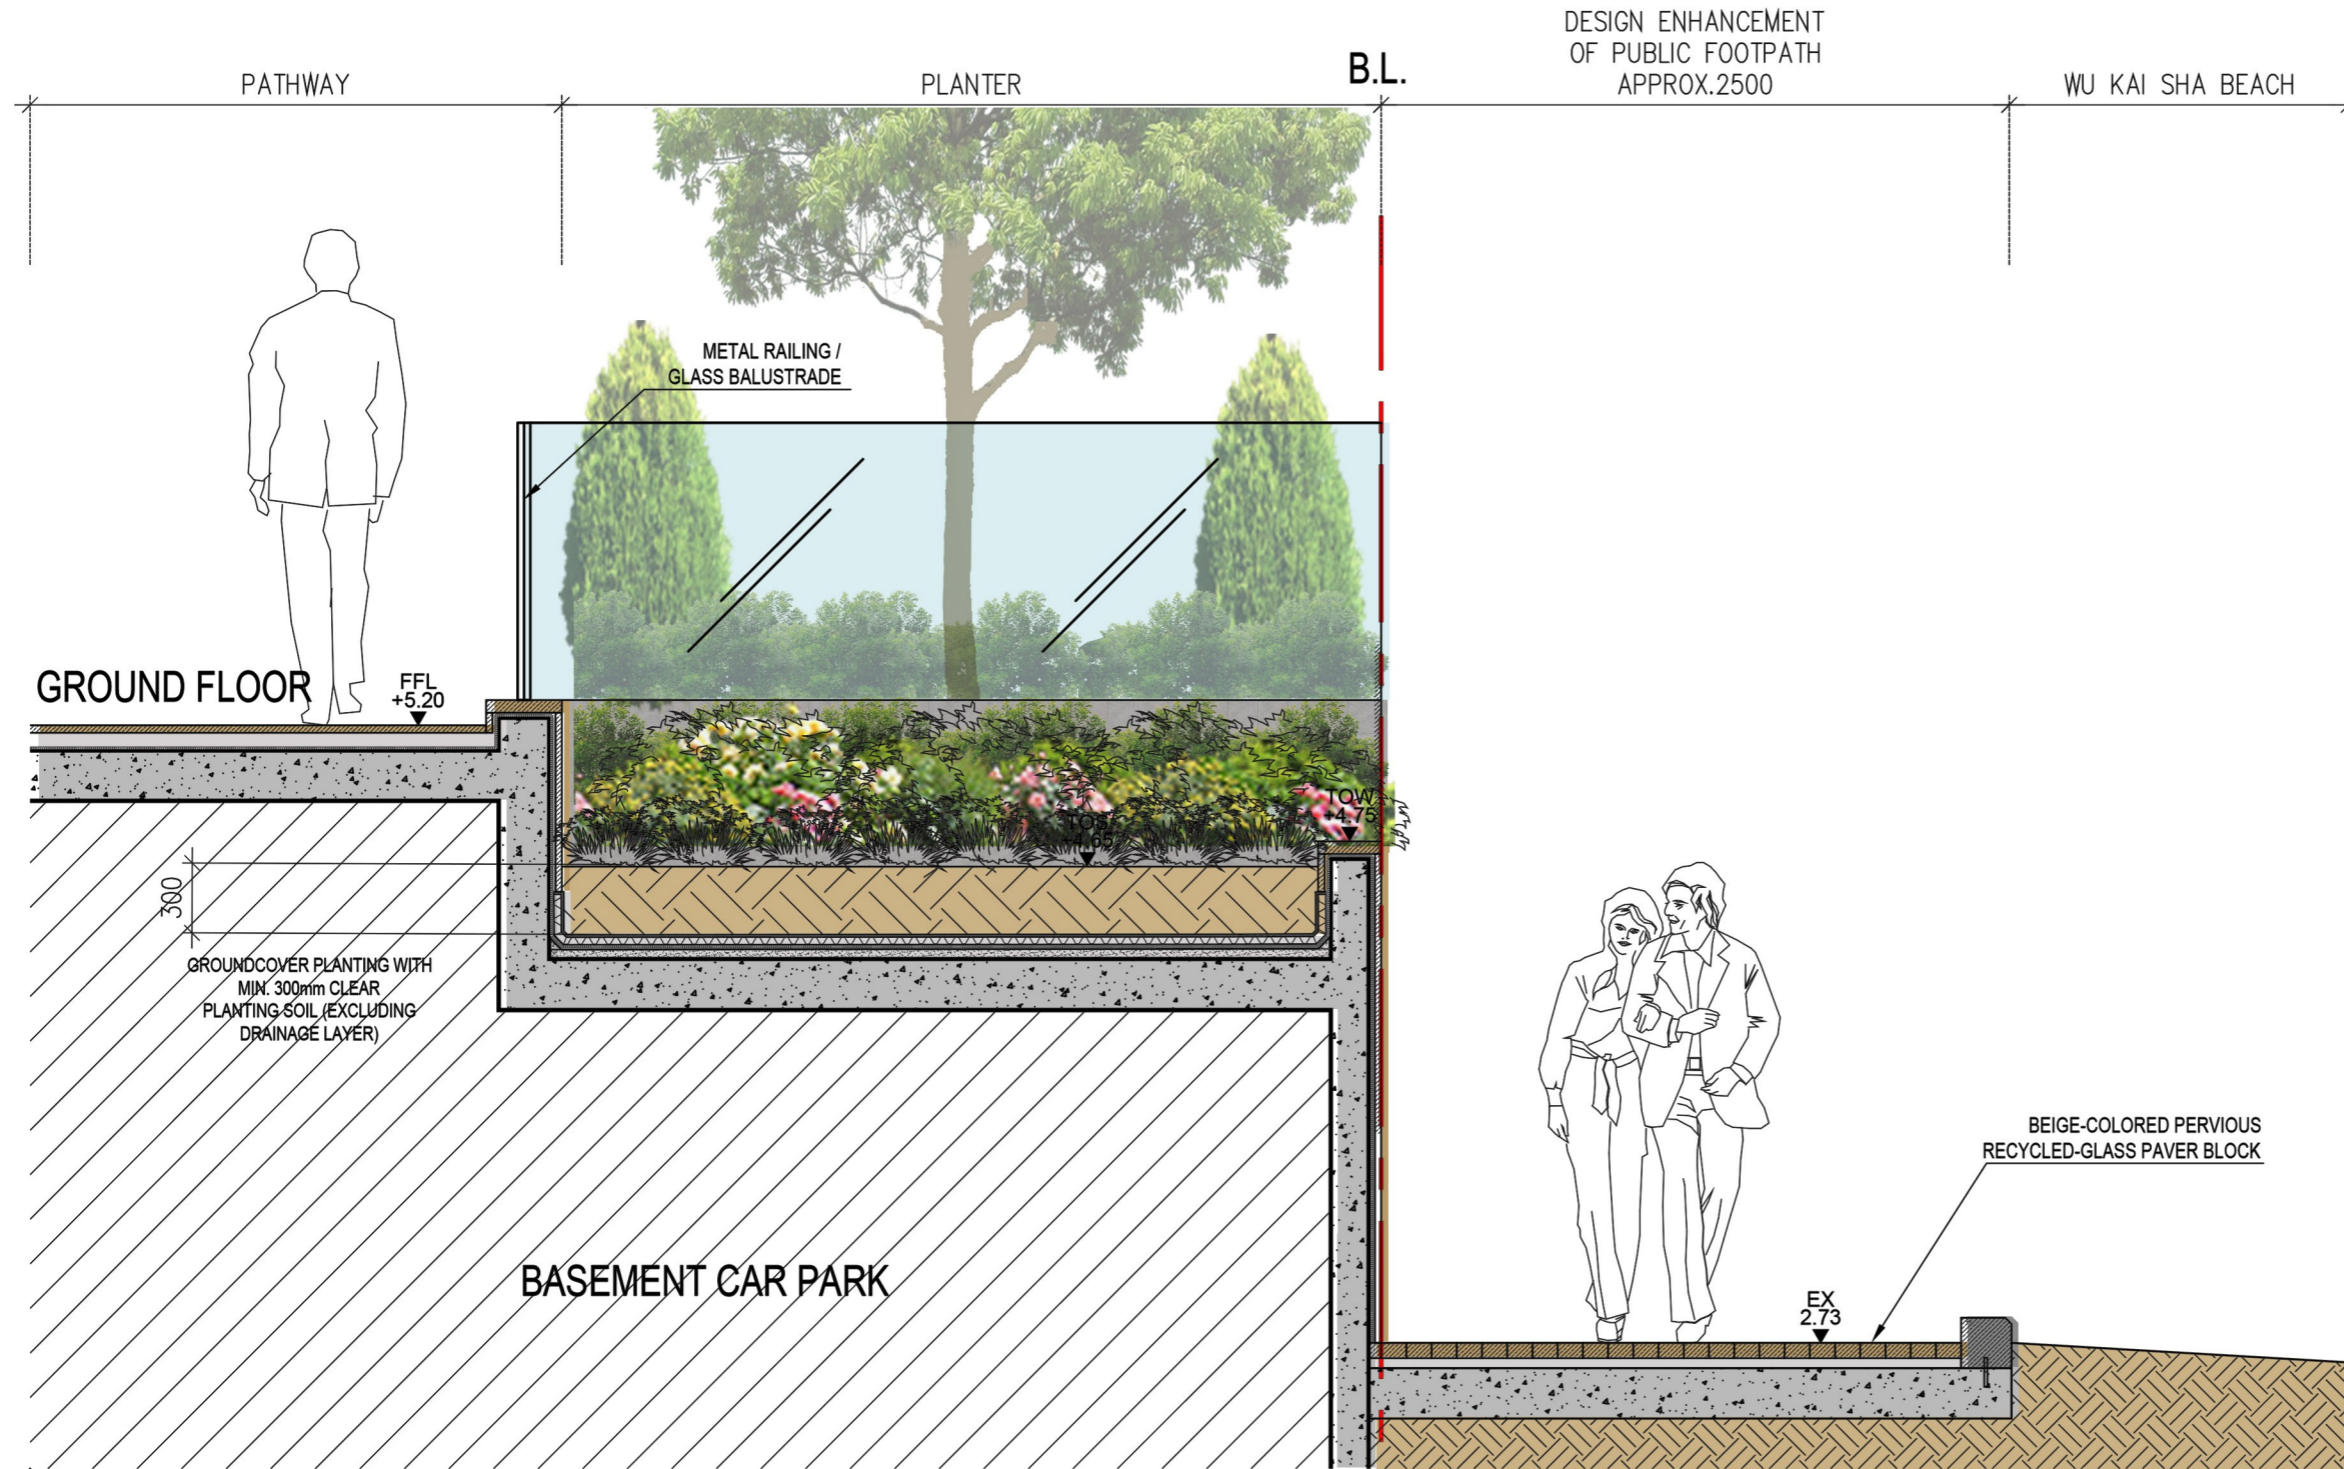 DESIGN ENHANCEMENT
OF PUBLIC FOOTPATH
APPROX.2500
PATHWAY
PLANTER
B.L.
WU KAI SHA BEACH
METAL RAILING /
GLASS BALUSTRADE
GROUND FLOOR
FFL
+5.20
TOW
+4.75
TOS
+4.65
300
GROUNDCOVER PLANTING WITH
MIN. 300mm CLEAR
PLANTING SOIL (EXCLUDING
DRAINAGE LAYER)
BEIGE-COLORED PERVIOUS
RECYCLED-GLASS PAVER BLOCK
BASEMENT CAR PARK
EX
2.73